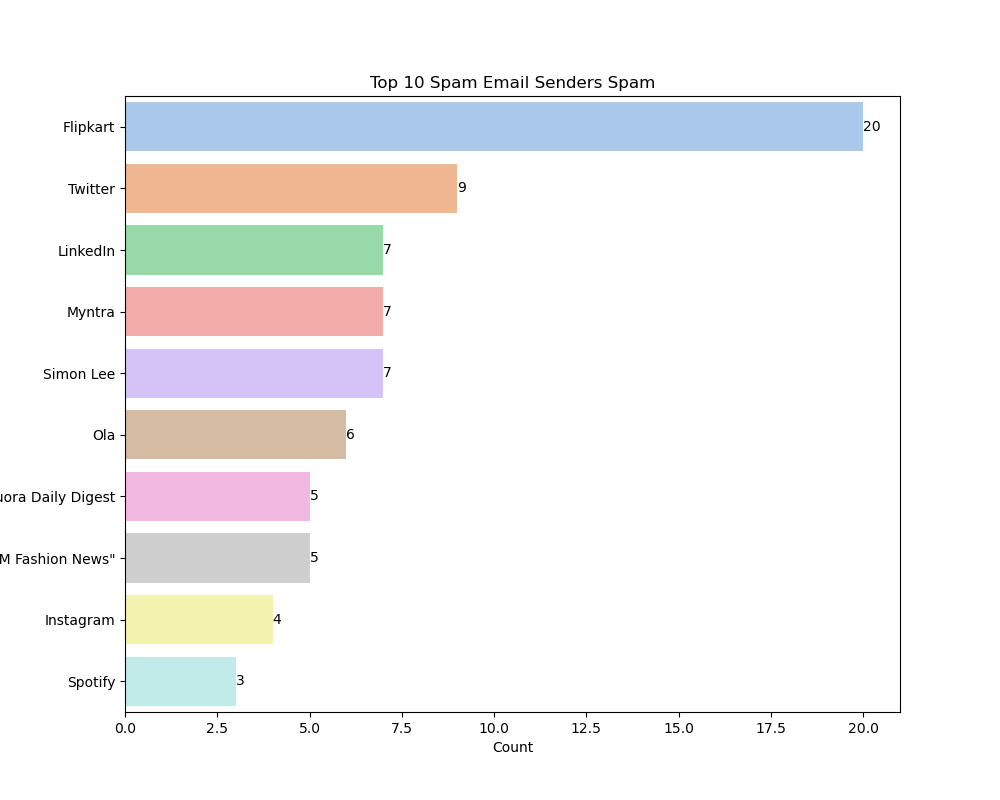 Top 10 Spam Email Senders Spam
Flipkart 20
Twitter 9
LinkedIn 7
Myntra 7
Simon Lee 7
Ola 6
Daily Digest 5
M Fashion News" 5
Instagram 4
Spotify 3
0.0 2.5 5.0 7.5 10.0 12.5 15.0 17.5 20.0
Count